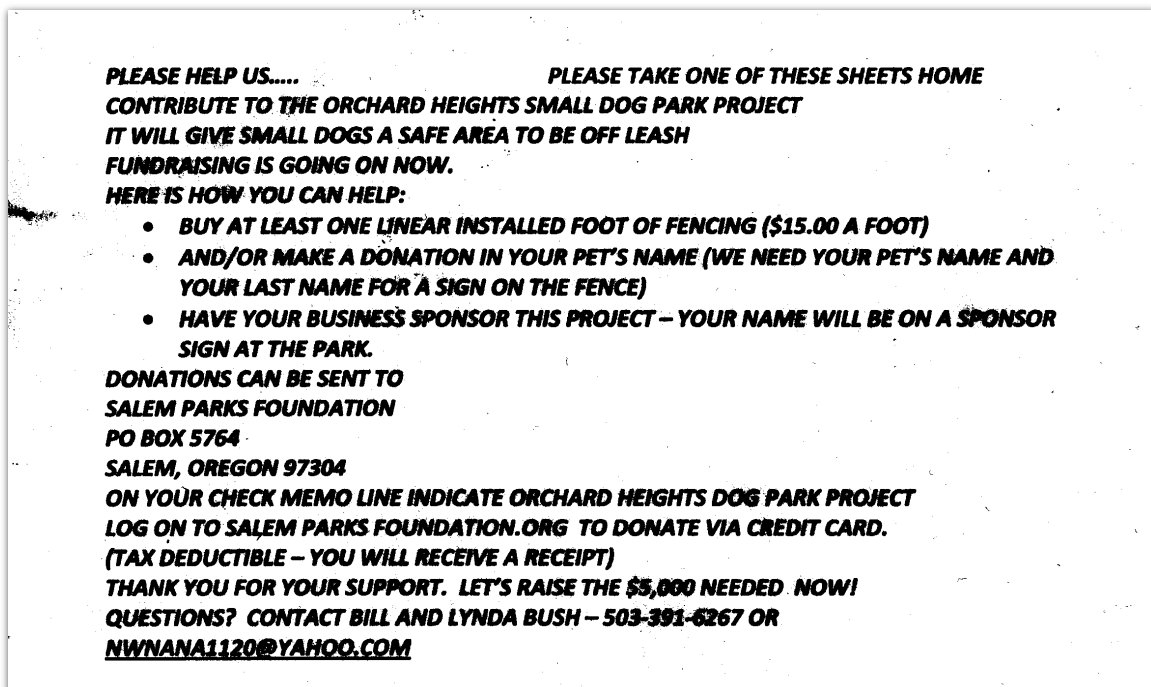 PLEASE HELP US..... PLEASE TAKE ONE OF THESE SHEETS HOME
CONTRIBUTE TO THE ORCHARD HEIGHTS SMALL DOG PARK PROJECT
IT WILL GIVE SMALL DOGS A SAFE AREA TO BE OFF LEASH
FUNDRAISING IS GOING ON NOW.
HERE IS HOW YOU CAN HELP:
• BUY AT LEAST ONE LINEAR INSTALLED FOOT OF FENCING ($15.00 A FOOT)
• AND/OR MAKE A DONATION IN YOUR PET'S NAME (WE NEED YOUR PET'S NAME AND
YOUR LAST NAME FOR A SIGN ON THE FENCE)
• HAVE YOUR BUSINESS SPONSOR THIS PROJECT – YOUR NAME WILL BE ON A SPONSOR
SIGN AT THE PARK.
DONATIONS CAN BE SENT TO
SALEM PARKS FOUNDATION
PO BOX 5764
SALEM, OREGON 97304
ON YOUR CHECK MEMO LINE INDICATE ORCHARD HEIGHTS DOG PARK PROJECT
LOG ON TO SALEM PARKS FOUNDATION.ORG TO DONATE VIA CREDIT CARD.
(TAX DEDUCTIBLE – YOU WILL RECEIVE A RECEIPT)
THANK YOU FOR YOUR SUPPORT. LET'S RAISE THE $5,000 NEEDED NOW!
QUESTIONS? CONTACT BILL AND LYNDA BUSH – 503-391-6267 OR
NWNANA1120@YAHOO.COM